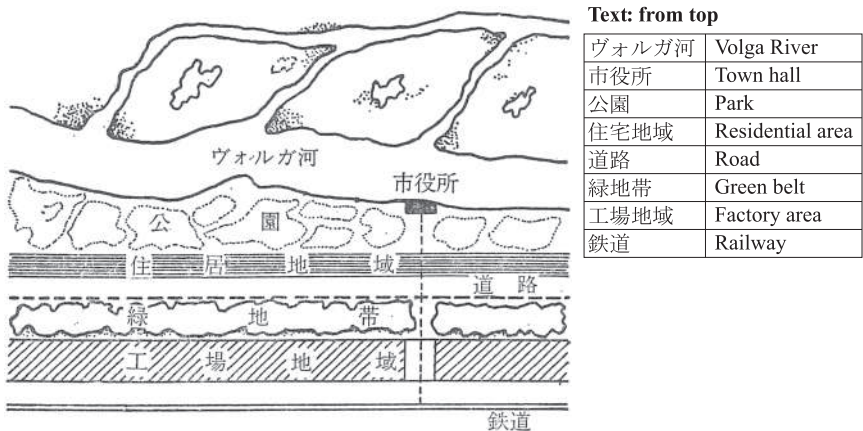 ヴォルガ河
市役所
公園
住居地域
道路
緑地帯
工場地域
鉄道
Text: from top
ヴォルガ河 Volga River
市役所 Town hall
公園 Park
住宅地域 Residential area
道路 Road
緑地帯 Green belt
工場地域 Factory area
鉄道 Railway